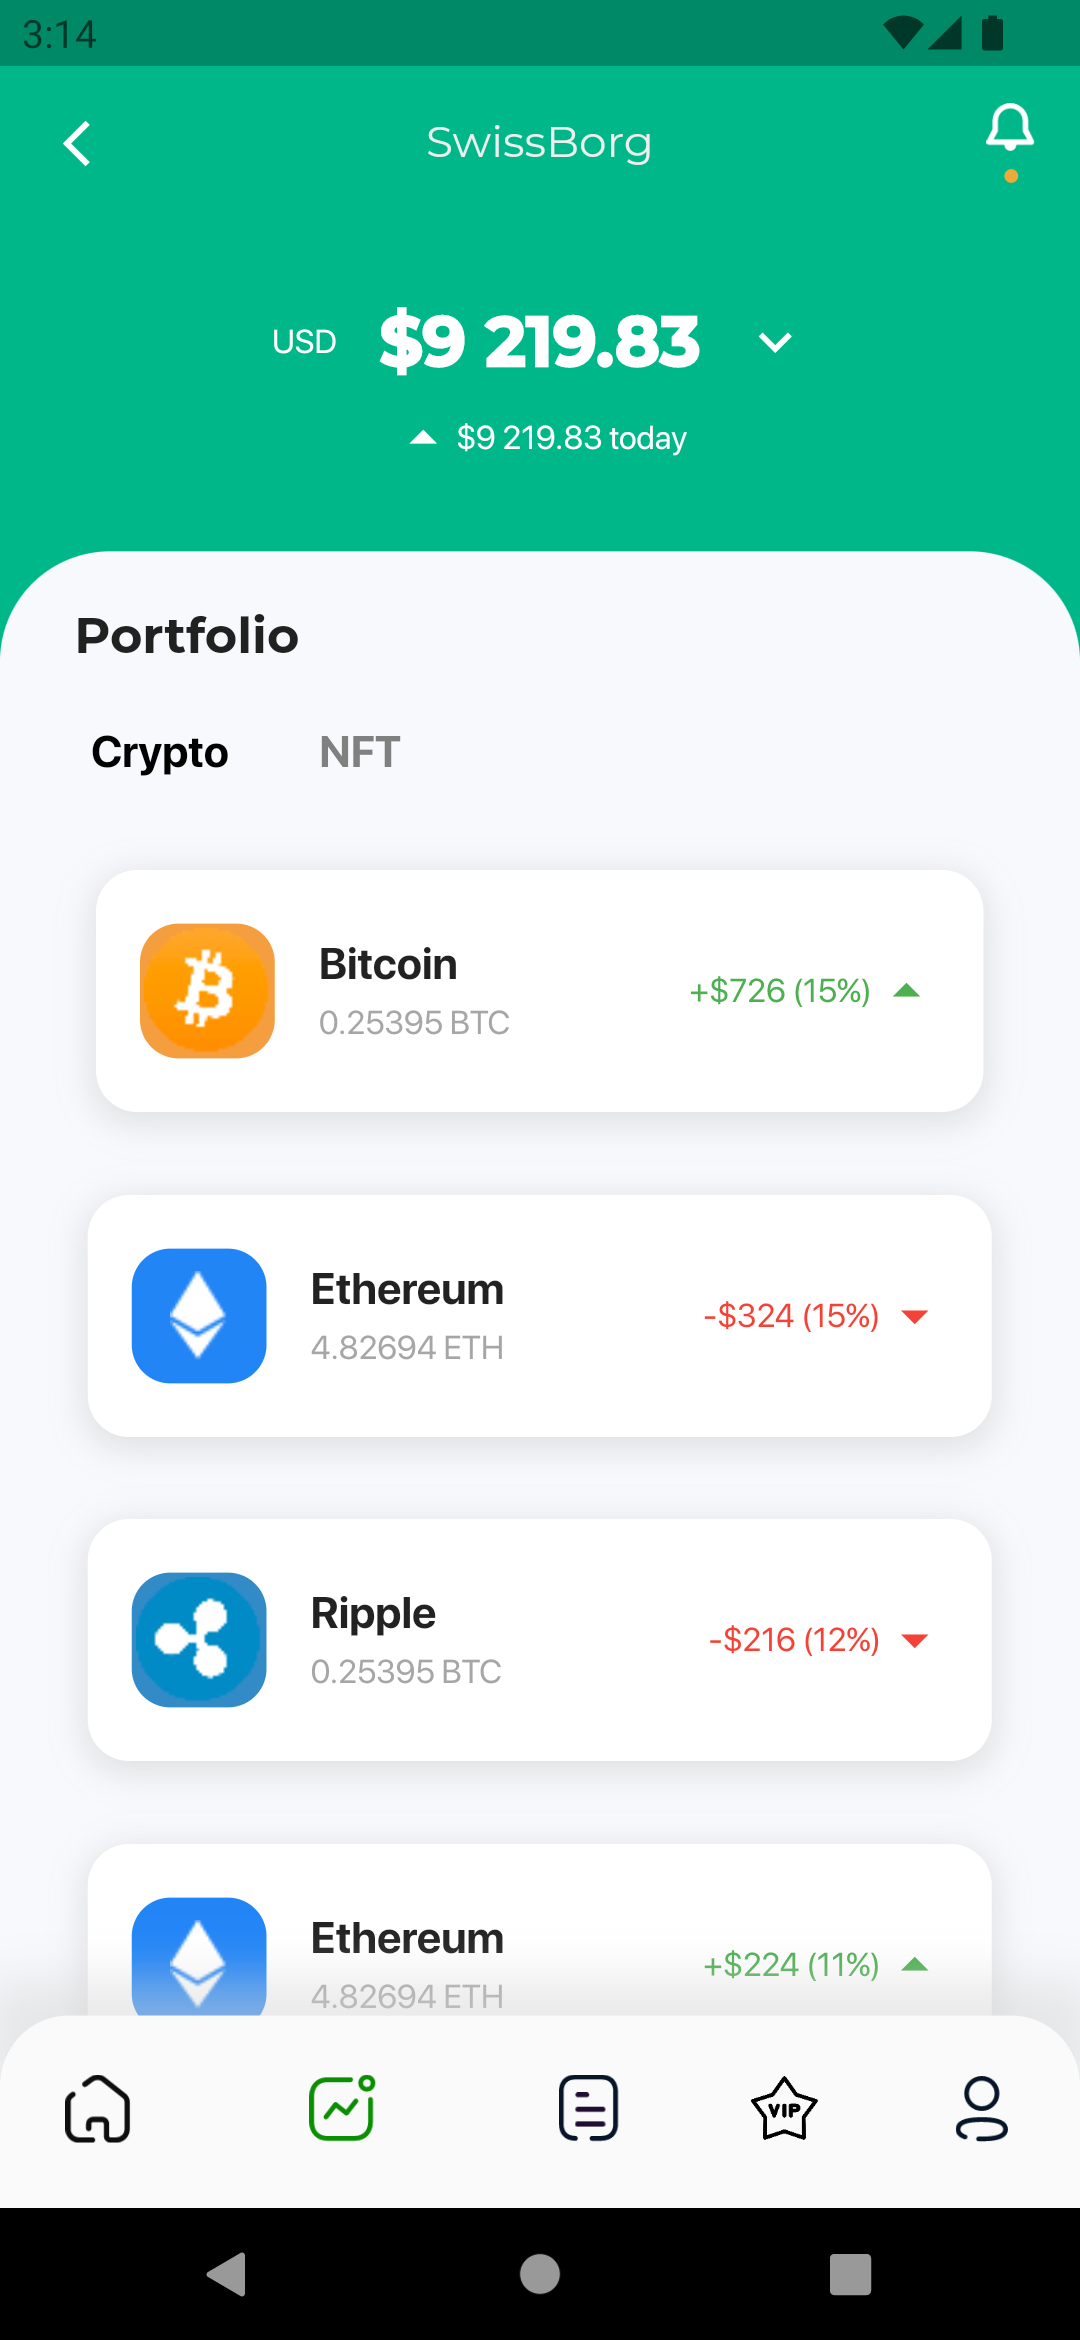 3:14
SwissBorg
USD $9 219.83
$9 219.83 today
Portfolio
Crypto NFT
Bitcoin
0.25395 BTC
+$726 (15%)
Ethereum
4.82694 ETH
-$324 (15%)
Ripple
0.25395 BTC
-$216 (12%)
Ethereum
4.82694 ETH
+$224 (11%)
VIP